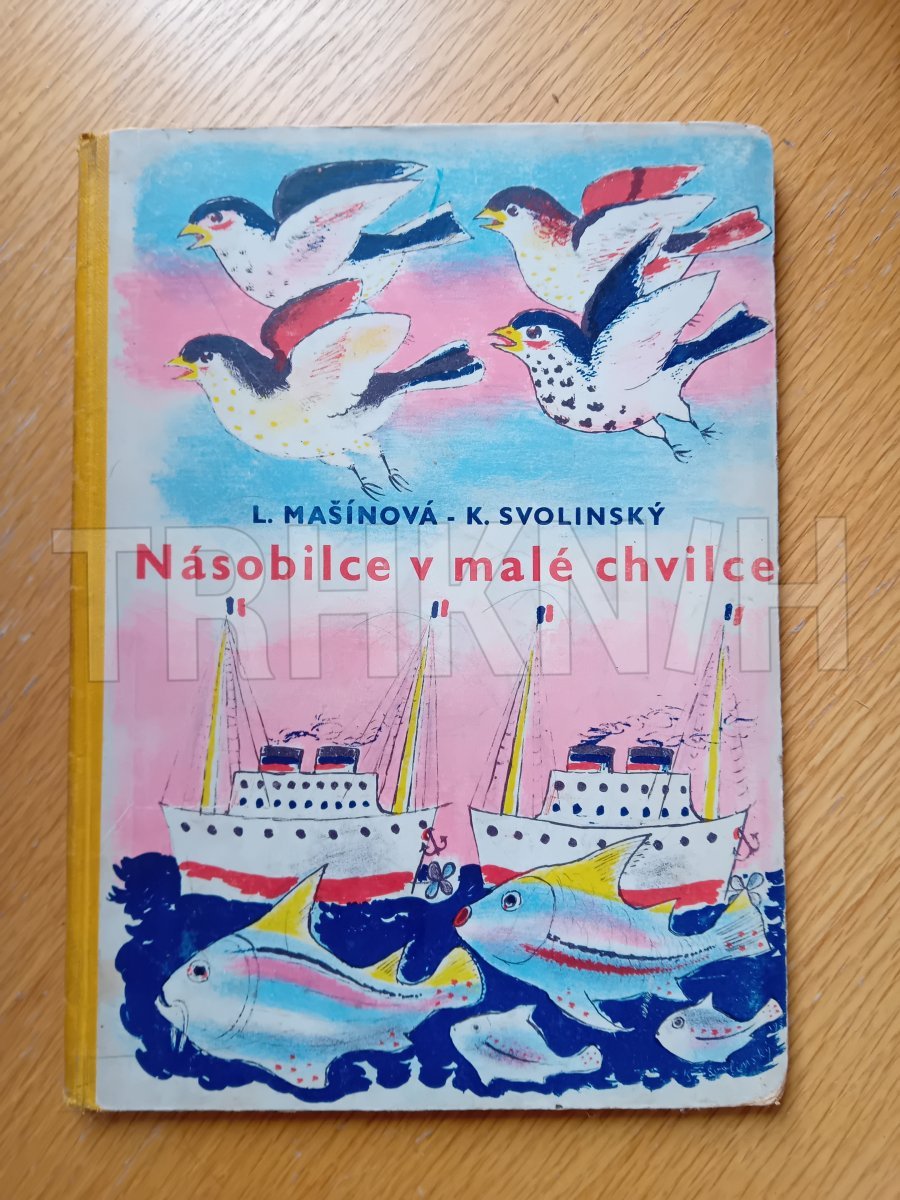 L. MAŠÍNOVÁ - K. SVOLINSKÝ
Násobilce v malé chvilce
TRHKNIH